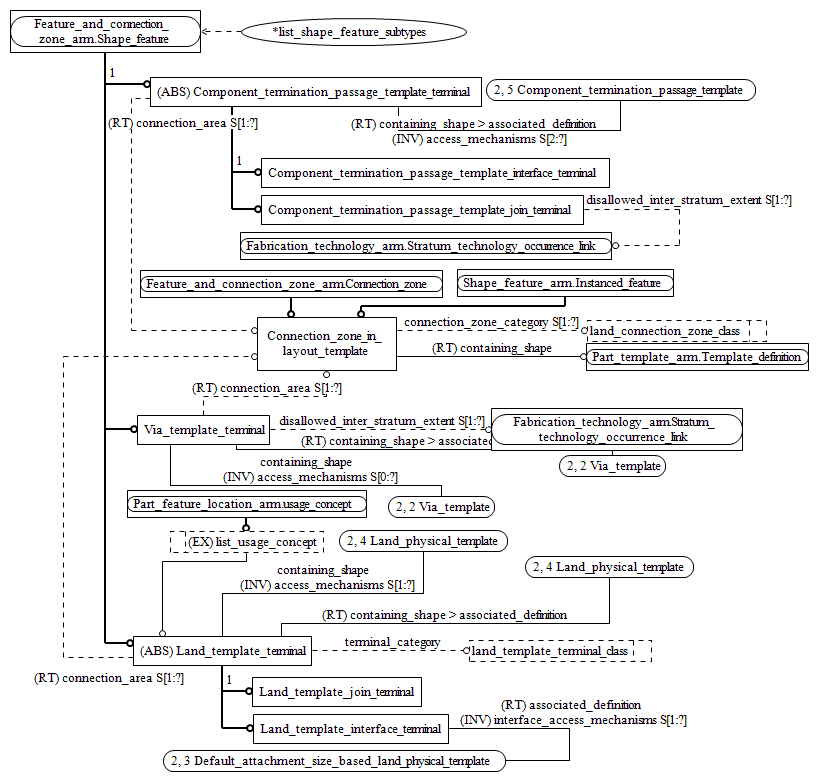 Feature_and_connection_
zone_arm.Shape_feature
*list_shape_feature_subtypes
1
(ABS) Component_termination_passage_template_terminal
2, 5 Component_termination_passage_template
(RT) connection_area S[1:?]
(RT) containing_shape > associated_definition
(INV) access_mechanisms S[2:?]
1
Component_termination_passage_template_interface_terminal
Component_termination_passage_template_join_terminal
disallowed_inter_stratum_extent S[1:?]
Fabrication_technology_arm.Stratum_technology_occurrence_link
Feature_and_connection_zone_arm.Connection_zone
Shape_feature_arm.Instanced_feature
Connection_zone_in_
layout_template
connection_zone_category S[1:?]
land_connection_zone_class
(RT) containing_shape
Part_template_arm.Template_definition
(RT) connection_area S[1:?]
Via_template_terminal
disallowed_inter_stratum_extent S[1:?]
Fabrication_technology_arm.Stratum_
technology_occurrence_link
(RT) containing_shape > associated
containing_shape
(INV) access_mechanisms S[0:?]
2, 2 Via_template
2, 2 Via_template
Part_feature_location_arm.usage_concept
(EX) list_usage_concept
2, 4 Land_physical_template
2, 4 Land_physical_template
containing_shape
(INV) access_mechanisms S[1:?]
(RT) containing_shape > associated_definition
(ABS) Land_template_terminal
terminal_category
land_template_terminal_class
(RT) connection_area S[1:?]
1
Land_template_join_terminal
Land_template_interface_terminal
(RT) associated_definition
(INV) interface_access_mechanisms S[1:?]
2, 3 Default_attachment_size_based_land_physical_template